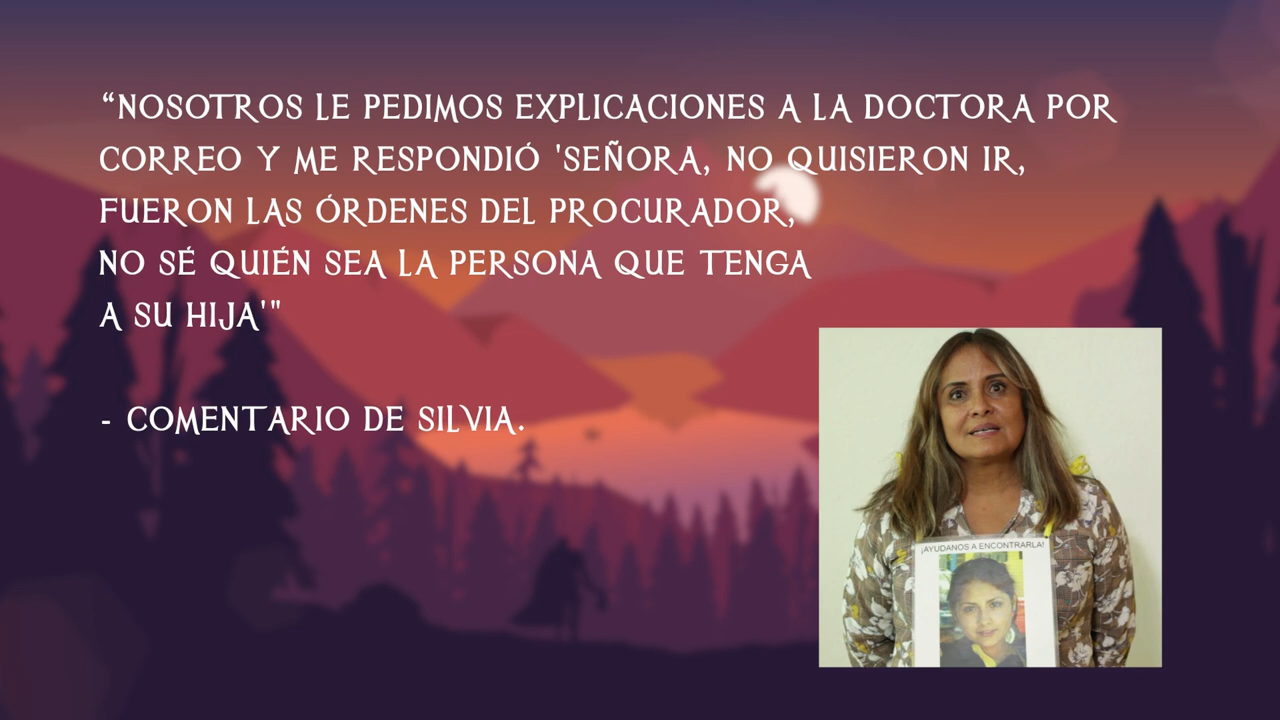 “NOSOTROS LE PEDIMOS EXPLICACIONES A LA DOCTORA POR
CORREO Y ME RESPONDIÓ 'SEÑORA, NO QUISIERON IR,
FUERON LAS ÓRDENES DEL PROCURADOR,
NO SÉ QUIÉN SEA LA PERSONA QUE TENGA
A SU HIJA'"
- COMENTARIO DE SILVIA.
¡AYUDANOS A ENCONTRARLA!